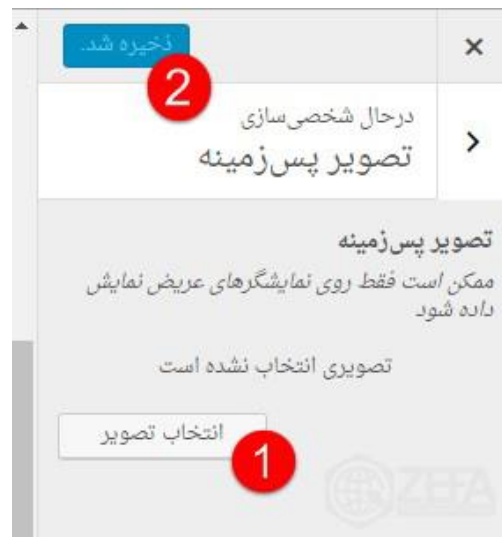 ذخیره شد.
2
درحال شخصی‌سازی
تصویر پس‌زمینه
تصویر پس‌زمینه
ممکن است فقط روی نمایشگرهای عریض نمایش
داده شود
تصویری انتخاب نشده است
انتخاب تصویر
1
ZEFA